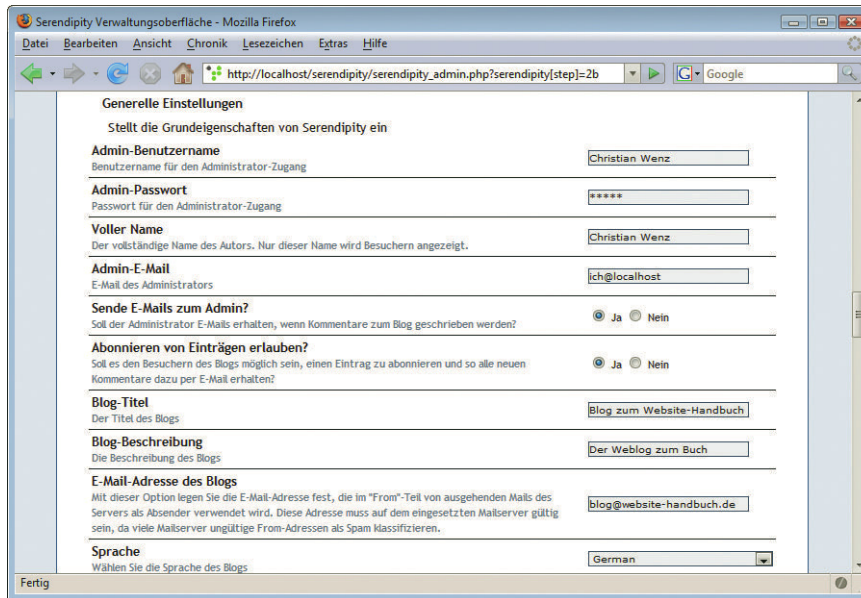 Serendipity Verwaltungsoberfläche - Mozilla Firefox
Datei Bearbeiten Ansicht Chronik Lesezeichen Extras Hilfe
http://localhost/serendipity/serendipity_admin.php?serendipity[step]=2b
G Google
Generelle Einstellungen
Stellt die Grundeigenschaften von Serendipity ein
Admin-Benutzername
Christian Wenz
Benutzername für den Administrator-Zugang
Admin-Passwort
*****
Passwort für den Administrator-Zugang
Voller Name
Christian Wenz
Der vollständige Name des Autors. Nur dieser Name wird Besuchern angezeigt.
Admin-E-Mail
ich@localhost
E-Mail des Administrators
Sende E-Mails zum Admin?
Ja Nein
Soll der Administrator E-Mails erhalten, wenn Kommentare zum Blog geschrieben werden?
Abonnieren von Einträgen erlauben?
Ja Nein
Soll es den Besuchern des Blogs möglich sein, einen Eintrag zu abonnieren und so alle neuen
Kommentare dazu per E-Mail erhalten?
Blog-Titel
Blog zum Website-Handbuch
Der Titel des Blogs
Blog-Beschreibung
Der Weblog zum Buch
Die Beschreibung des Blogs
E-Mail-Adresse des Blogs
Mit dieser Option legen Sie die E-Mail-Adresse fest, die im "From"-Teil von ausgehenden Mails des
Servers als Absender verwendet wird. Diese Adresse muss auf dem eingesetzten Mailserver gültig
sein, da viele Mailserver ungültige From-Adressen als Spam klassifizieren.
blog@website-handbuch.de
Sprache
German
Wählen Sie die Sprache des Blogs
Fertig